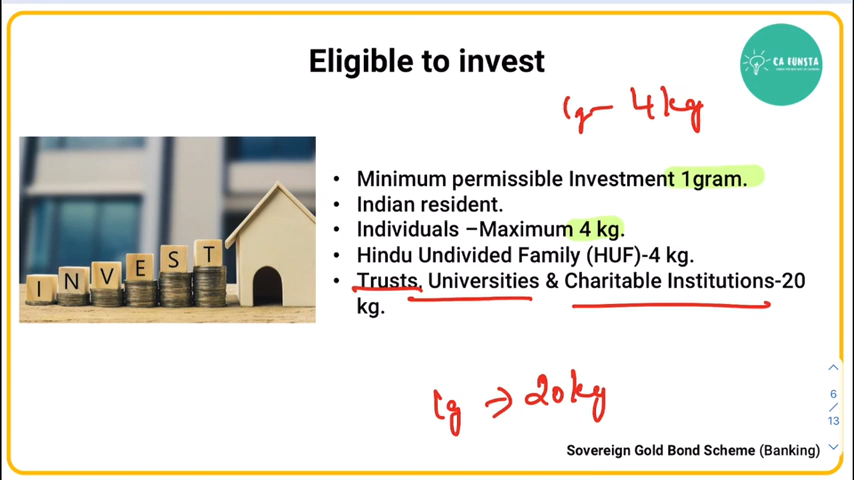 Eligible to invest
CA FUNSTA
1g- 4kg
INVEST
• Minimum permissible Investment 1gram.
• Indian resident.
• Individuals –Maximum 4 kg.
• Hindu Undivided Family (HUF)-4 kg.
• Trusts, Universities & Charitable Institutions-20
kg.
1g → 20kg
6
/
13
Sovereign Gold Bond Scheme (Banking)